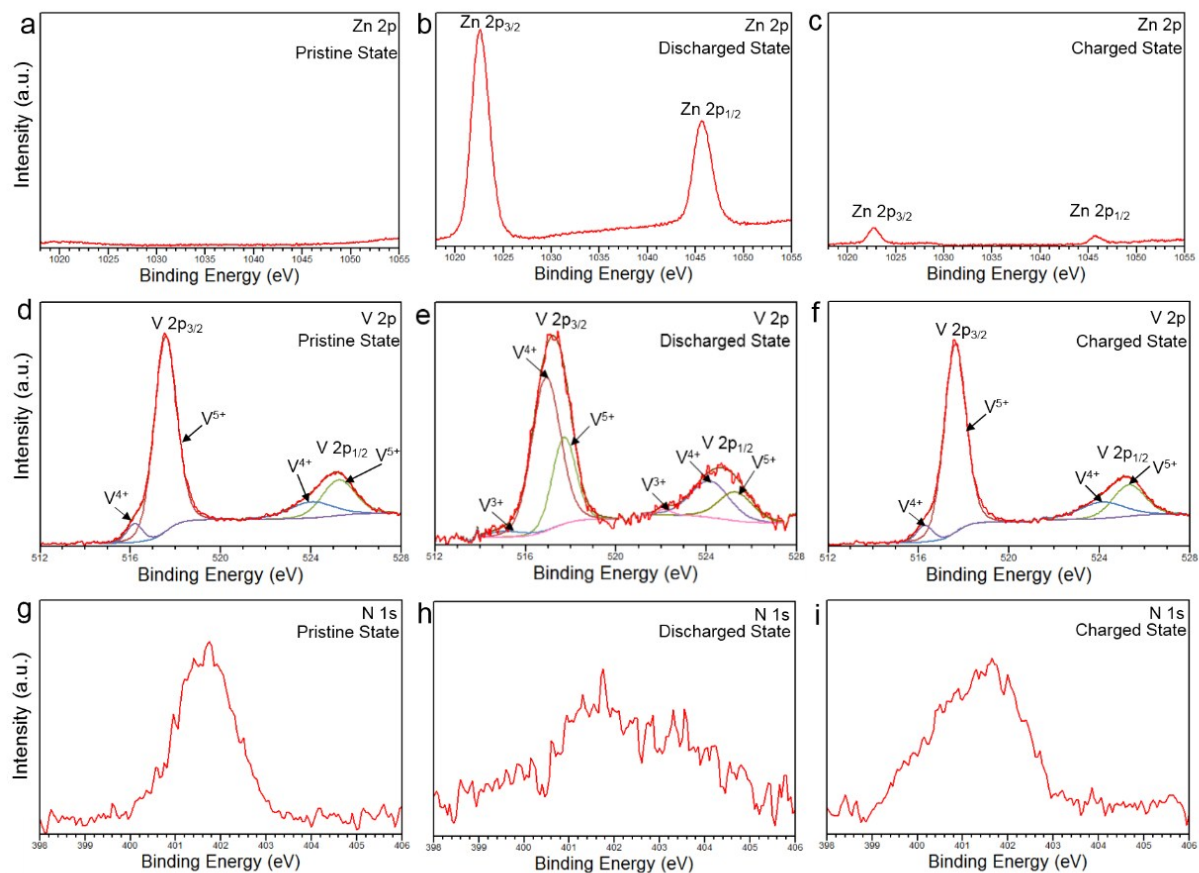 a
Zn 2p
Pristine State
Intensity (a.u.)
1020 1025 1030 1035 1040 1045 1050 1055
Binding Energy (eV)
b
Zn 2p3/2
Zn 2p
Discharged State
Zn 2p1/2
1020 1025 1030 1035 1040 1045 1050 1055
Binding Energy (eV)
c
Zn 2p
Charged State
Zn 2p3/2
Zn 2p1/2
1020 1025 1030 1035 1040 1045 1050 1055
Binding Energy (eV)
d
V 2p3/2
V 2p
Pristine State
V5+
V 2p1/2
V4+
V5+
V4+
Intensity (a.u.)
512 516 520 524 528
Binding Energy (eV)
e
V 2p3/2
V 2p
Discharged State
V4+
V5+
V 2p1/2
V4+
V5+
V3+
V3+
512 516 520 524 528
Binding Energy (eV)
f
V 2p
Charged State
V 2p3/2
V5+
V 2p1/2
V4+
V5+
V4+
512 516 520 524 528
Binding Energy (eV)
g
N 1s
Pristine State
Intensity (a.u.)
398 399 400 401 402 403 404 405 406
Binding Energy (eV)
h
N 1s
Discharged State
398 399 400 401 402 403 404 405 406
Binding Energy (eV)
i
N 1s
Charged State
398 399 400 401 402 403 404 405 406
Binding Energy (eV)